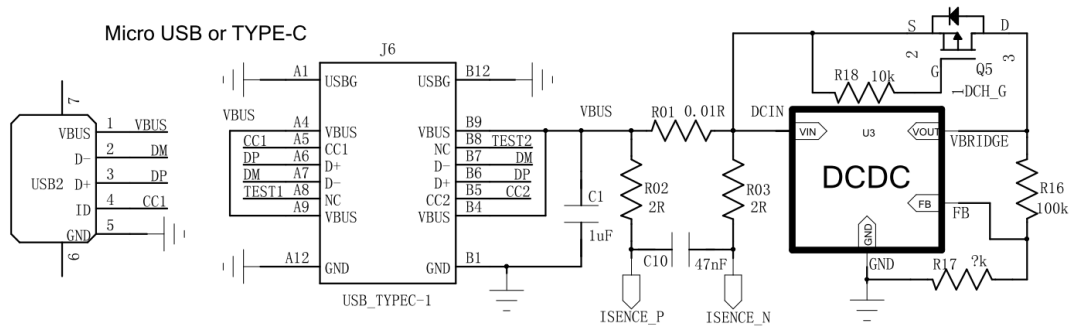 Micro USB or TYPE-C
J6
A1 USBG USBG B12
VBUS
A4 VBUS VBUS B9
CC1 A5 CC1 NC B8 TEST2
DP A6 D+ D- B7 DM
DM A7 D- D+ B6 DP
TEST1 A8 NC CC2 B5 CC2
A9 VBUS VBUS B4
A12 GND GND B1
USB_TYPEC-1
7
VBUS 1 VBUS
D- 2 DM
USB2
D+ 3 DP
ID 4 CC1
GND 5
6
VBUS
R01 0.01R
DCIN
R02
2R
R03
2R
C1
1uF
C10 47nF
ISENCE_P
ISENCE_N
S D
2
G
3
Q5
1
DCH_G
R18 10k
VIN
U3
VOUT
VBRIDGE
DCDC
FB FB
GND
GND
R16
100k
R17 ?k